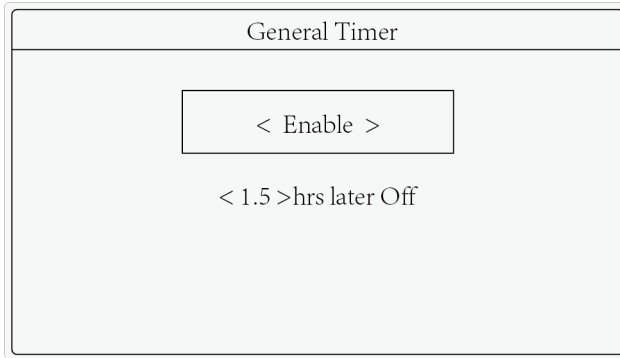 General Timer
< Enable >
< 1.5 >hrs later Off